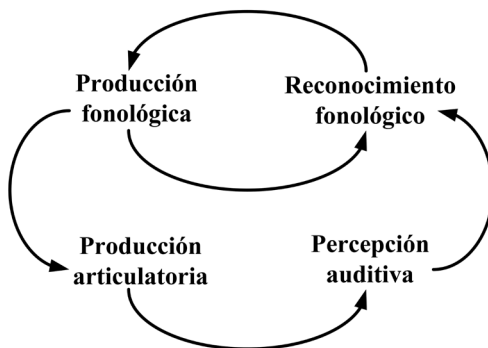 Producción
fonológica
Reconocimiento
fonológico
Producción
articulatoria
Percepción
auditiva